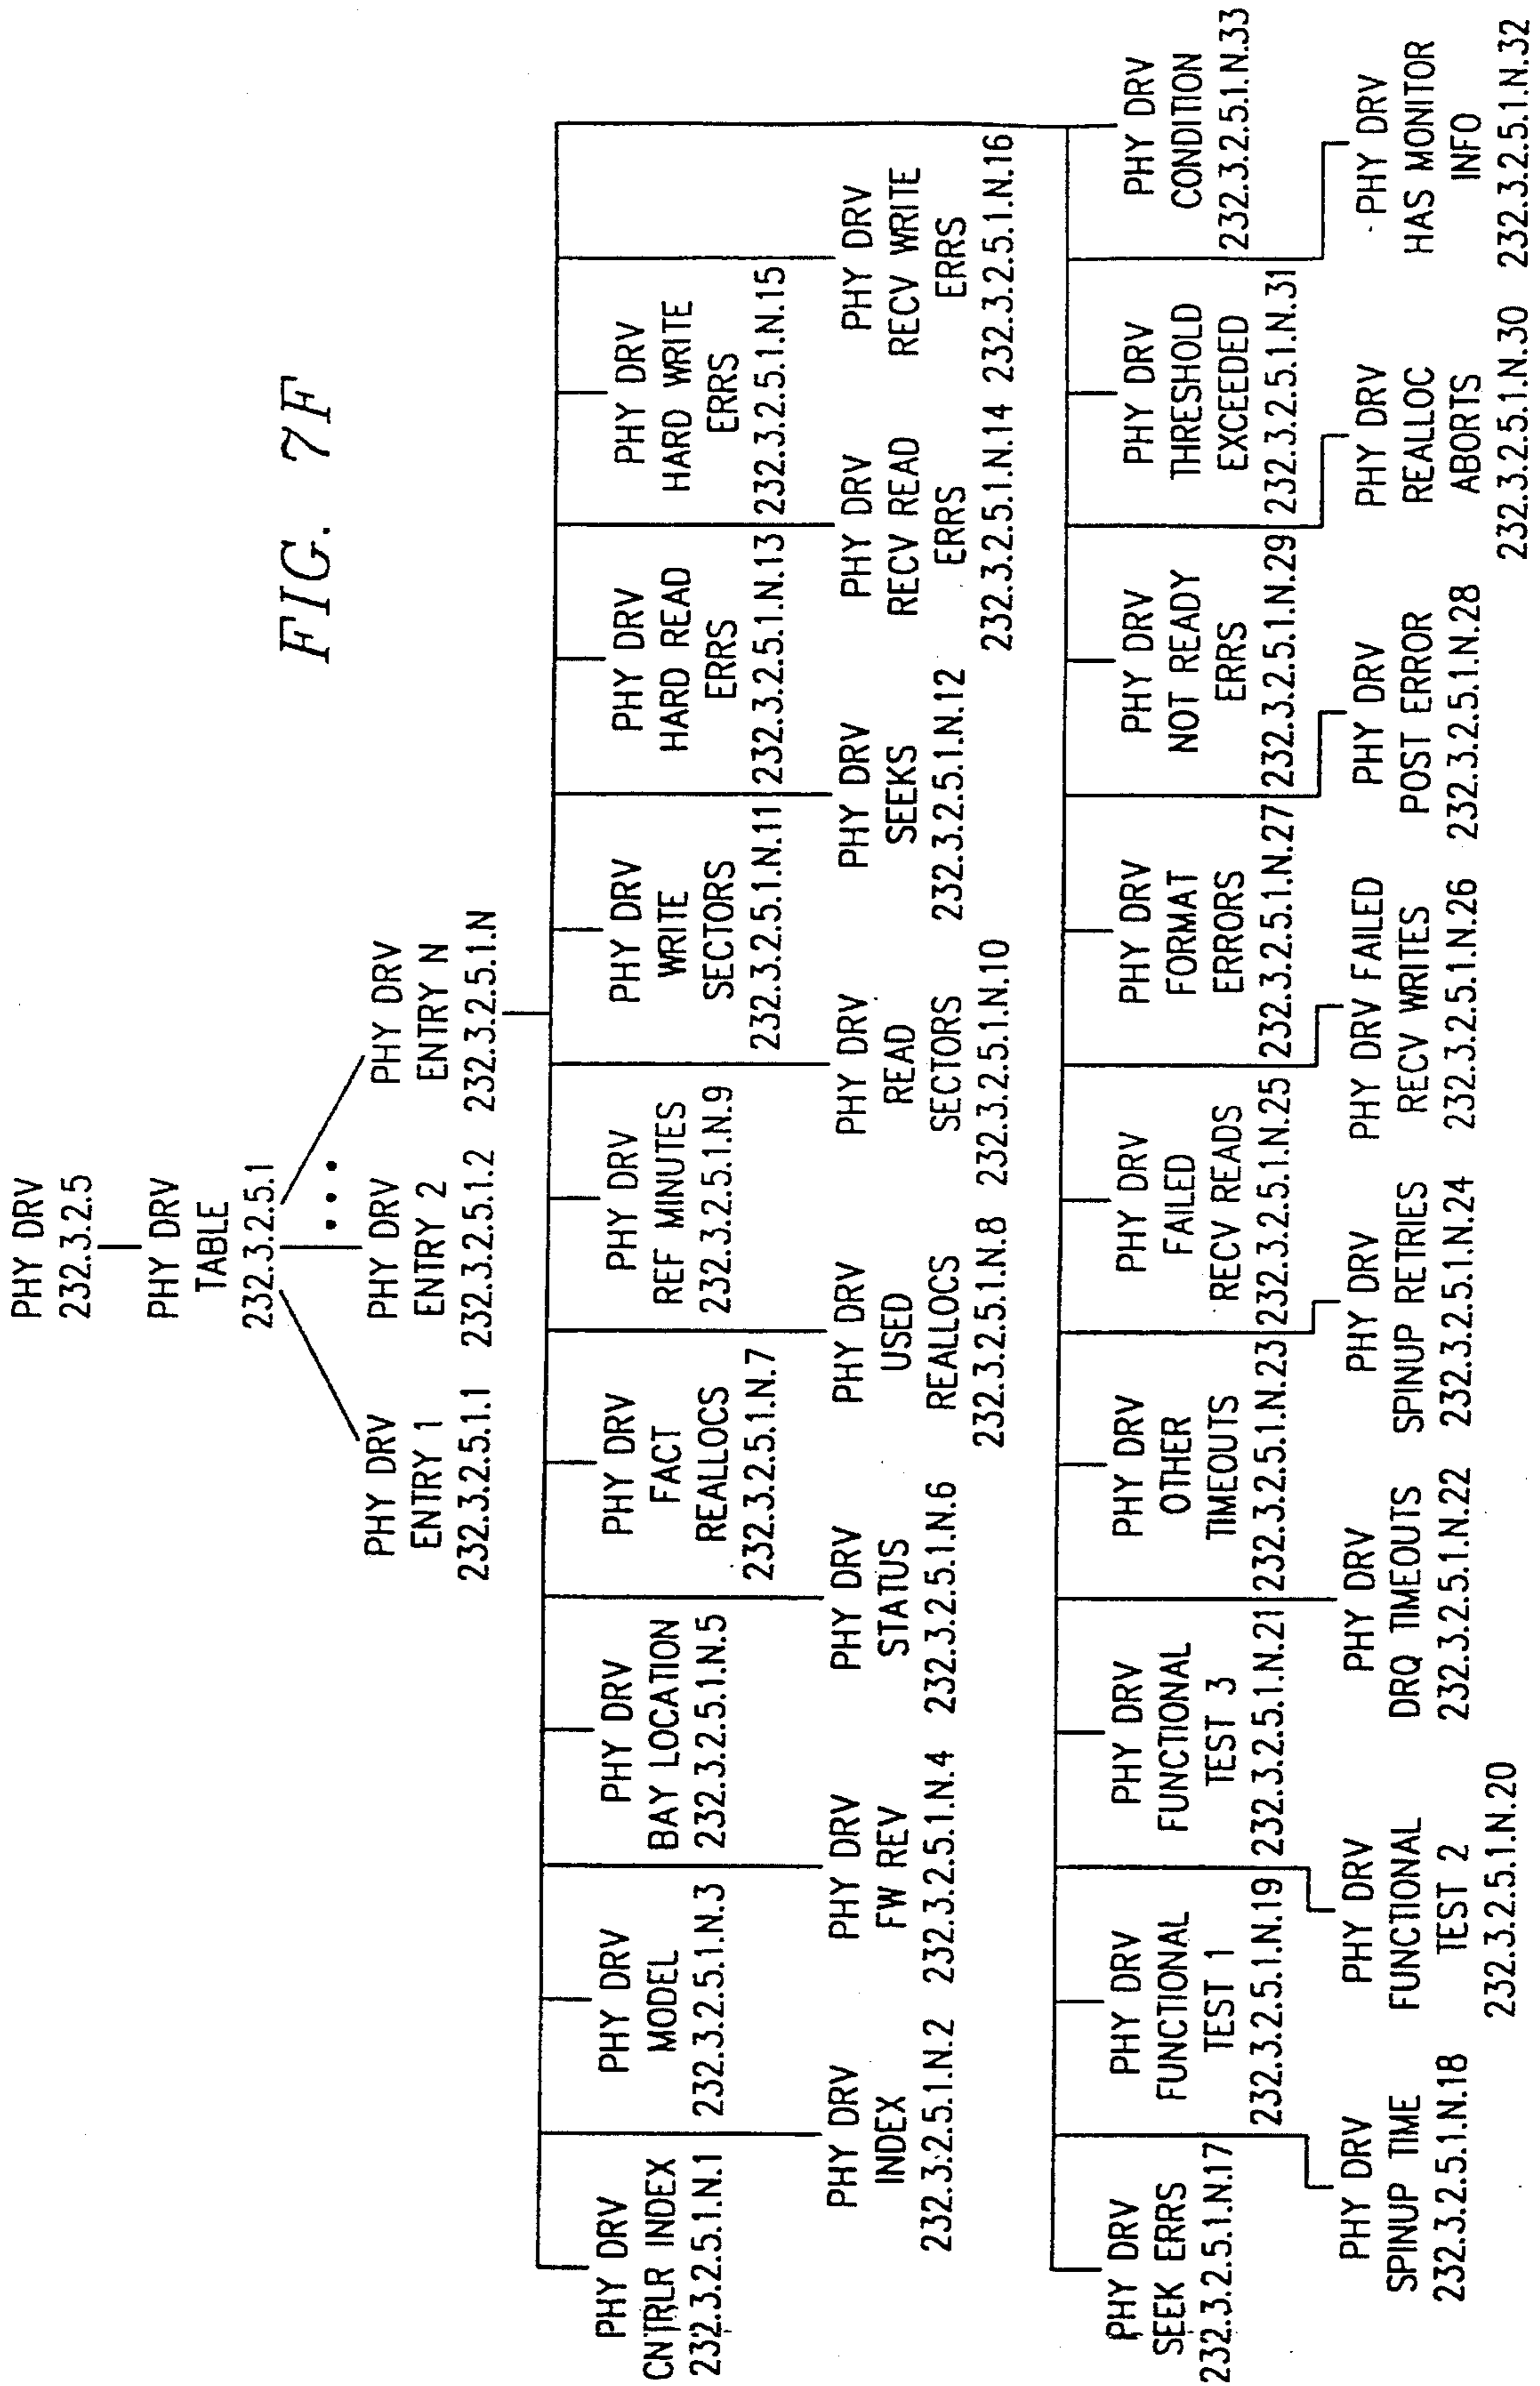 FIG. 7F
PHY DRV
232.3.2.5
PHY DRV
TABLE
232.3.2.5.1
PHY DRV
ENTRY 1
232.3.2.5.1.1
PHY DRV
ENTRY 2
232.3.2.5.1.2
• • •
PHY DRV
ENTRY N
232.3.2.5.1.N
PHY DRV
CNTRLR INDEX
232.3.2.5.1.N.1
PHY DRV
INDEX
232.3.2.5.1.N.2
PHY DRV
MODEL
232.3.2.5.1.N.3
PHY DRV
FW REV
232.3.2.5.1.N.4
PHY DRV
BAY LOCATION
232.3.2.5.1.N.5
PHY DRV
STATUS
232.3.2.5.1.N.6
PHY DRV
FACT
REALLOCS
232.3.2.5.1.N.7
PHY DRV
USED
REALLOCS
232.3.2.5.1.N.8
PHY DRV
REF MINUTES
232.3.2.5.1.N.9
PHY DRV
READ
SECTORS
232.3.2.5.1.N.10
PHY DRV
WRITE
SECTORS
232.3.2.5.1.N.11
PHY DRV
SEEKS
232.3.2.5.1.N.12
PHY DRV
HARD READ
ERRS
232.3.2.5.1.N.13
PHY DRV
RECV READ
ERRS
232.3.2.5.1.N.14
PHY DRV
HARD WRITE
ERRS
232.3.2.5.1.N.15
PHY DRV
RECV WRITE
ERRS
232.3.2.5.1.N.16
PHY DRV
SEEK ERRS
232.3.2.5.1.N.17
PHY DRV
SPINUP TIME
232.3.2.5.1.N.18
PHY DRV
FUNCTIONAL
TEST 1
232.3.2.5.1.N.19
PHY DRV
FUNCTIONAL
TEST 2
232.3.2.5.1.N.20
PHY DRV
FUNCTIONAL
TEST 3
232.3.2.5.1.N.21
PHY DRV
DRQ TIMEOUTS
232.3.2.5.1.N.22
PHY DRV
OTHER
TIMEOUTS
232.3.2.5.1.N.23
PHY DRV
SPINUP RETRIES
232.3.2.5.1.N.24
PHY DRV
FAILED
RECV READS
232.3.2.5.1.N.25
PHY DRV FAILED
RECV WRITES
232.3.2.5.1.N.26
PHY DRV
FORMAT
ERRORS
232.3.2.5.1.N.27
PHY DRV
POST ERROR
232.3.2.5.1.N.28
PHY DRV
NOT READY
ERRS
232.3.2.5.1.N.29
PHY DRV
REALLOC
ABORTS
232.3.2.5.1.N.30
PHY DRV
THRESHOLD
EXCEEDED
232.3.2.5.1.N.31
PHY DRV
HAS MONITOR
INFO
232.3.2.5.1.N.32
PHY DRV
CONDITION
232.3.2.5.1.N.33